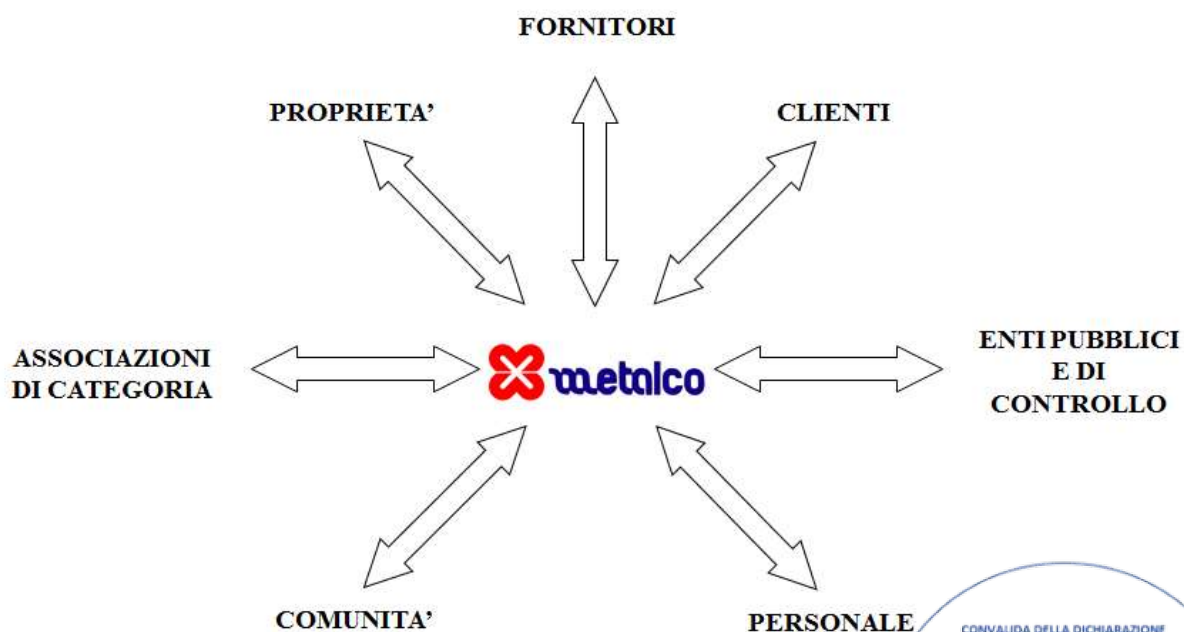 FORNITORI
PROPRIETA’
CLIENTI
ASSOCIAZIONI
DI CATEGORIA
metalco
ENTI PUBBLICI
E DI
CONTROLLO
COMUNITA’
PERSONALE
CONVALIDA DELLA DICHIARAZIONE